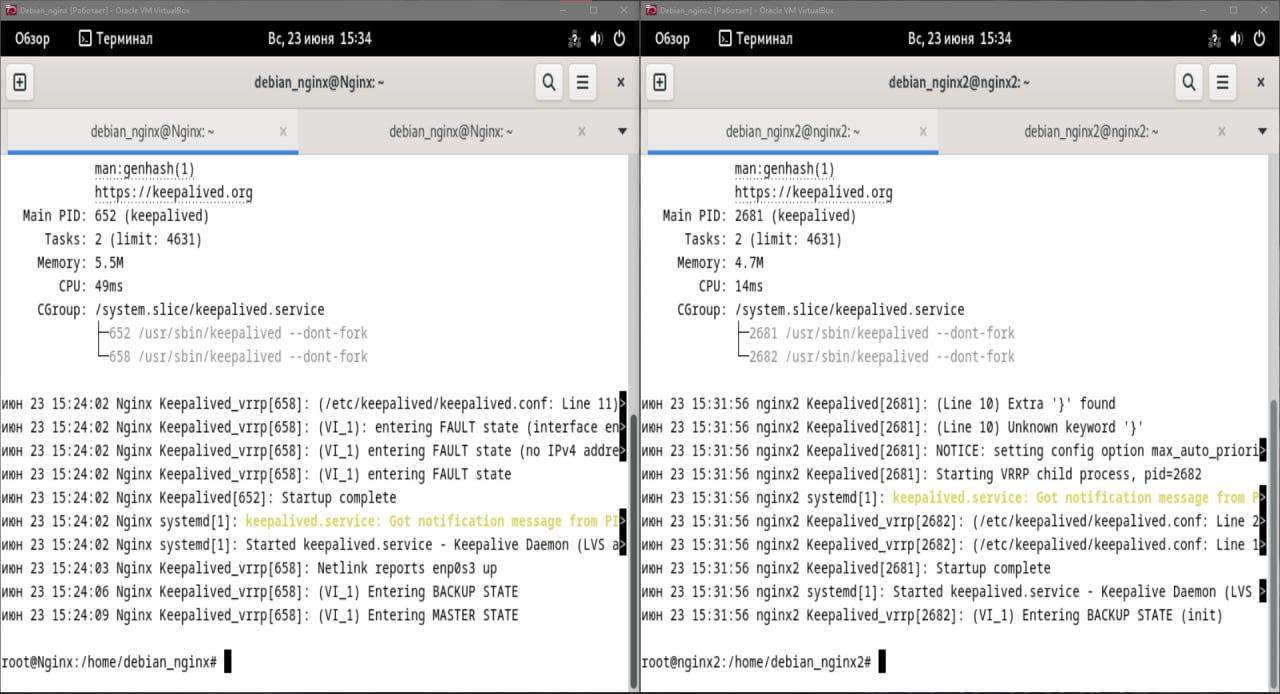 Debian_nginx [Работает] - Oracle VM VirtualBox
Обзор Терминал Вс, 23 июня 15:34
debian_nginx@Nginx: ~
debian_nginx@Nginx: ~ × debian_nginx@Nginx: ~ ×
man:genhash(1)
https://keepalived.org
Main PID: 652 (keepalived)
Tasks: 2 (limit: 4631)
Memory: 5.5M
CPU: 49ms
CGroup: /system.slice/keepalived.service
├─652 /usr/sbin/keepalived --dont-fork
└─658 /usr/sbin/keepalived --dont-fork
июн 23 15:24:02 Nginx Keepalived_vrrp[658]: (/etc/keepalived/keepalived.conf: Line 11)>
июн 23 15:24:02 Nginx Keepalived_vrrp[658]: (VI_1): entering FAULT state (interface en>
июн 23 15:24:02 Nginx Keepalived_vrrp[658]: (VI_1) entering FAULT state (no IPv4 addre>
июн 23 15:24:02 Nginx Keepalived_vrrp[658]: (VI_1) entering FAULT state
июн 23 15:24:02 Nginx Keepalived[652]: Startup complete
июн 23 15:24:02 Nginx systemd[1]: keepalived.service: Got notification message from PI>
июн 23 15:24:02 Nginx systemd[1]: Started keepalived.service - Keepalive Daemon (LVS a>
июн 23 15:24:03 Nginx Keepalived_vrrp[658]: Netlink reports enp0s3 up
июн 23 15:24:06 Nginx Keepalived_vrrp[658]: (VI_1) Entering BACKUP STATE
июн 23 15:24:09 Nginx Keepalived_vrrp[658]: (VI_1) Entering MASTER STATE
root@Nginx:/home/debian_nginx#
Debian_nginx2 [Работает] - Oracle VM VirtualBox
Обзор Терминал Вс, 23 июня 15:34
debian_nginx2@nginx2: ~
debian_nginx2@nginx2: ~ × debian_nginx2@nginx2: ~ ×
man:genhash(1)
https://keepalived.org
Main PID: 2681 (keepalived)
Tasks: 2 (limit: 4631)
Memory: 4.7M
CPU: 14ms
CGroup: /system.slice/keepalived.service
├─2681 /usr/sbin/keepalived --dont-fork
└─2682 /usr/sbin/keepalived --dont-fork
июн 23 15:31:56 nginx2 Keepalived[2681]: (Line 10) Extra '}' found
июн 23 15:31:56 nginx2 Keepalived[2681]: (Line 10) Unknown keyword '}'
июн 23 15:31:56 nginx2 Keepalived[2681]: NOTICE: setting config option max_auto_priori>
июн 23 15:31:56 nginx2 Keepalived[2681]: Starting VRRP child process, pid=2682
июн 23 15:31:56 nginx2 systemd[1]: keepalived.service: Got notification message from P>
июн 23 15:31:56 nginx2 Keepalived_vrrp[2682]: (/etc/keepalived/keepalived.conf: Line 2>
июн 23 15:31:56 nginx2 Keepalived_vrrp[2682]: (/etc/keepalived/keepalived.conf: Line 1>
июн 23 15:31:56 nginx2 Keepalived[2681]: Startup complete
июн 23 15:31:56 nginx2 systemd[1]: Started keepalived.service - Keepalive Daemon (LVS >
июн 23 15:31:56 nginx2 Keepalived_vrrp[2682]: (VI_1) Entering BACKUP STATE (init)
root@nginx2:/home/debian_nginx2#